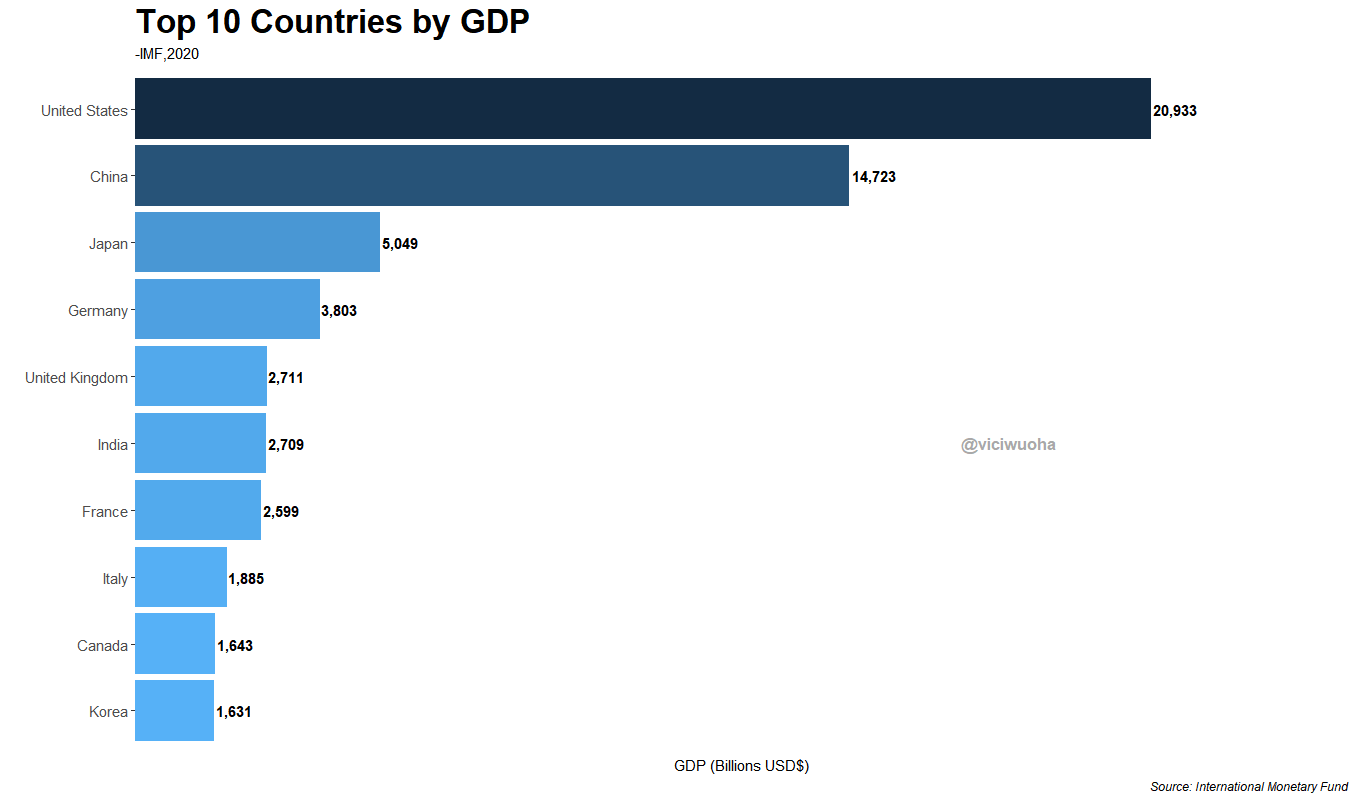 Top 10 Countries by GDP
-IMF,2020
United States 20,933
China 14,723
Japan 5,049
Germany 3,803
United Kingdom 2,711
India 2,709
@viciwuoha
France 2,599
Italy 1,885
Canada 1,643
Korea 1,631
GDP (Billions USD$)
Source: International Monetary Fund